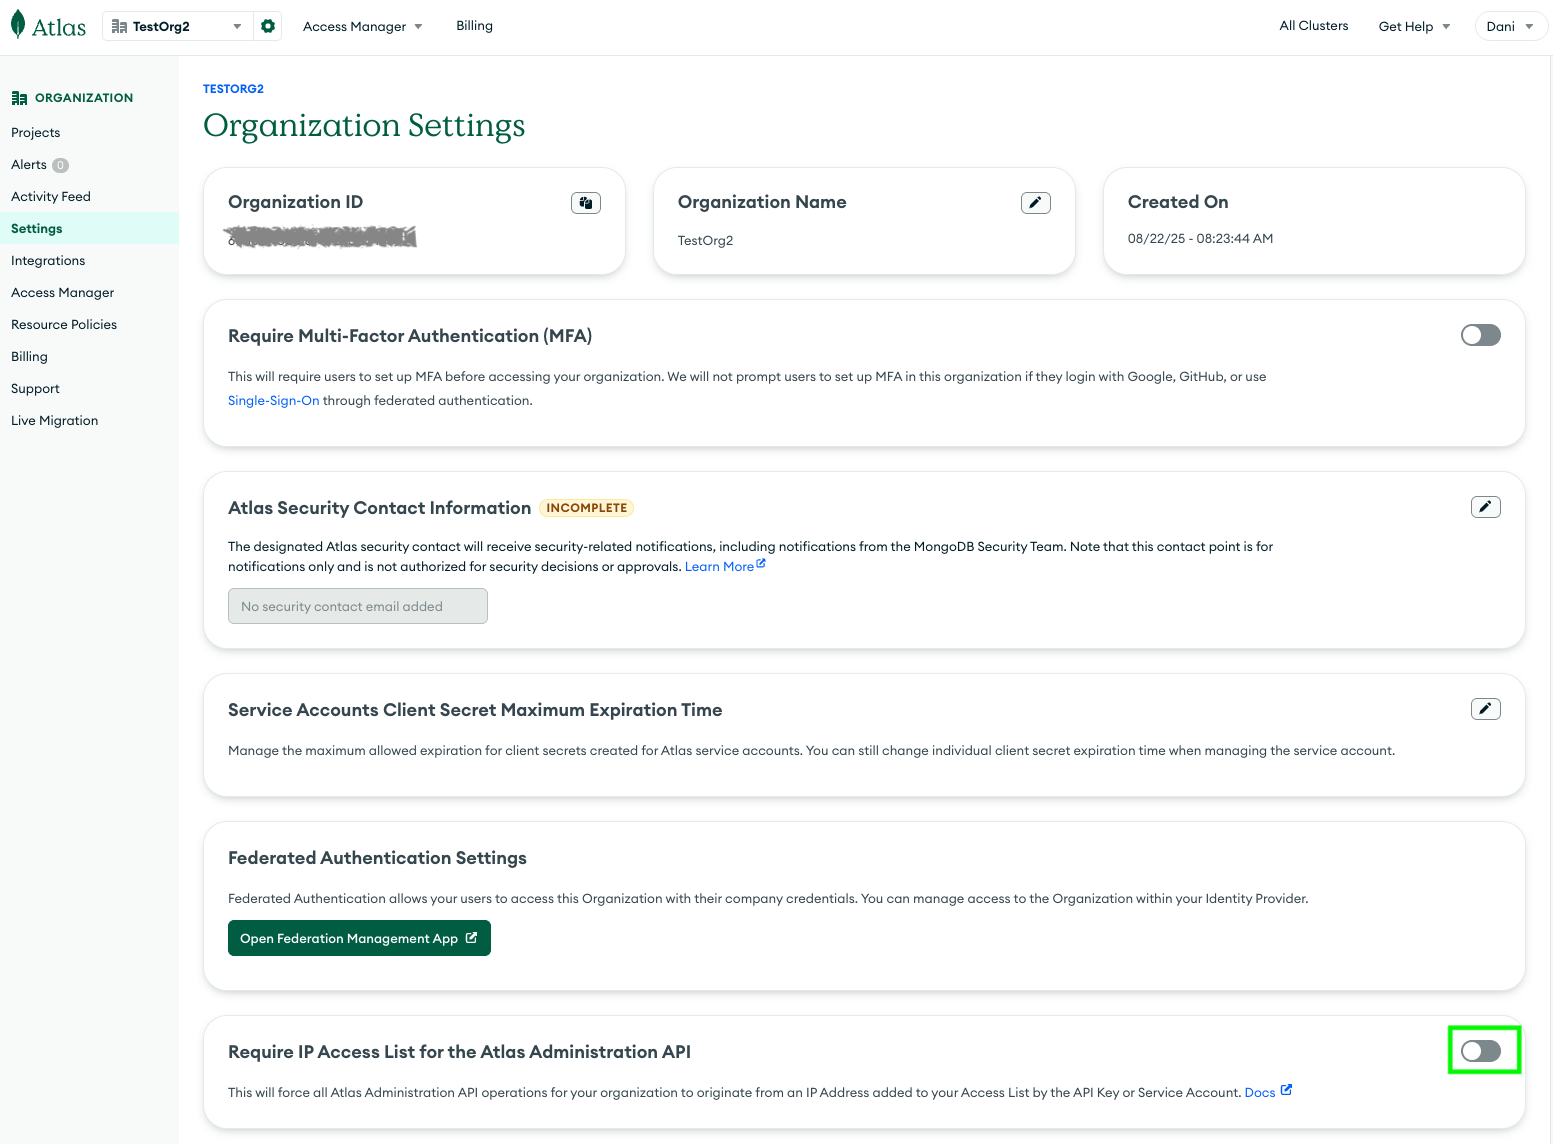 Atlas
TestOrg2
Access Manager
Billing
All Clusters
Get Help
Dani
ORGANIZATION
Projects
Alerts 0
Activity Feed
Settings
Integrations
Access Manager
Resource Policies
Billing
Support
Live Migration
TESTORG2
Organization Settings
Organization ID
Organization Name
TestOrg2
Created On
08/22/25 - 08:23:44 AM
Require Multi-Factor Authentication (MFA)
This will require users to set up MFA before accessing your organization. We will not prompt users to set up MFA in this organization if they login with Google, GitHub, or use
Single-Sign-On through federated authentication.
Atlas Security Contact Information INCOMPLETE
The designated Atlas security contact will receive security-related notifications, including notifications from the MongoDB Security Team. Note that this contact point is for
notifications only and is not authorized for security decisions or approvals. Learn More
No security contact email added
Service Accounts Client Secret Maximum Expiration Time
Manage the maximum allowed expiration for client secrets created for Atlas service accounts. You can still change individual client secret expiration time when managing the service account.
Federated Authentication Settings
Federated Authentication allows your users to access this Organization with their company credentials. You can manage access to the Organization within your Identity Provider.
Open Federation Management App
Require IP Access List for the Atlas Administration API
This will force all Atlas Administration API operations for your organization to originate from an IP Address added to your Access List by the API Key or Service Account. Docs